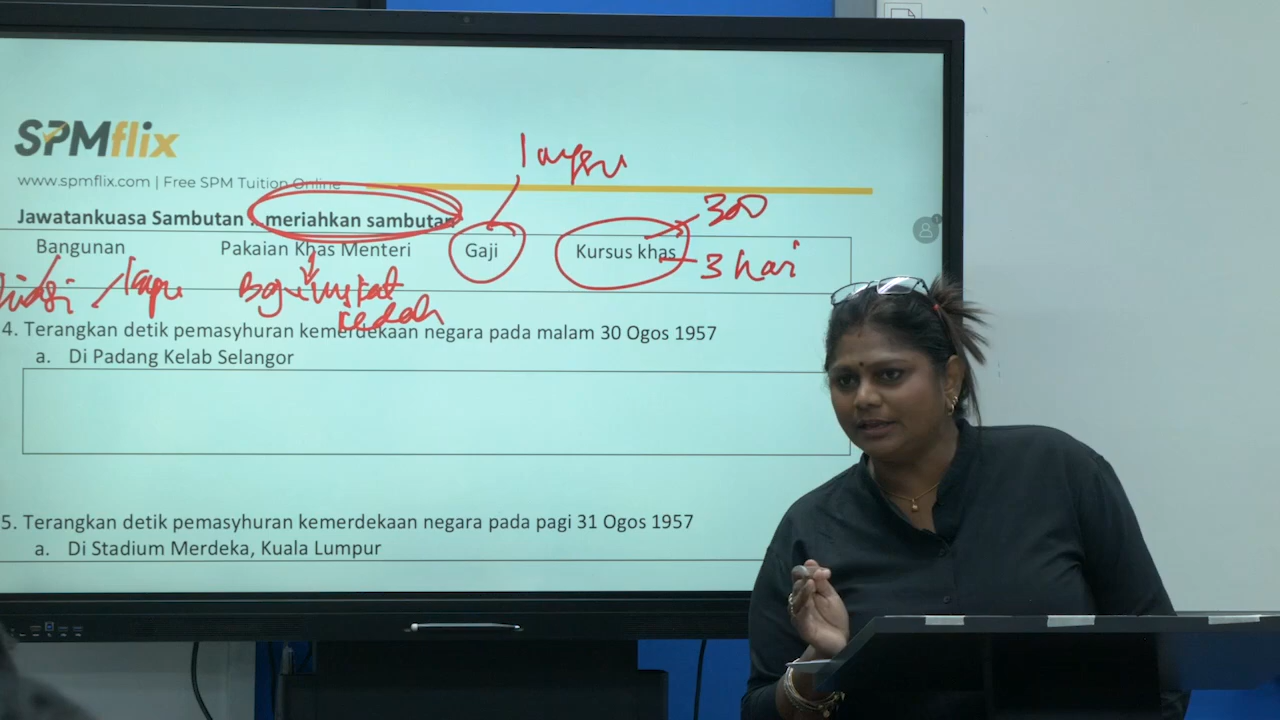 SPMflix
www.spmflix.com | Free SPM Tuition Online
Jawatankuasa Sambutan : meriahkan sambutan
Bangunan Pakaian Khas Menteri Gaji Kursus khas
300
3 hari
4. Terangkan detik pemasyhuran kemerdekaan negara pada malam 30 Ogos 1957
a. Di Padang Kelab Selangor
5. Terangkan detik pemasyhuran kemerdekaan negara pada pagi 31 Ogos 1957
a. Di Stadium Merdeka, Kuala Lumpur